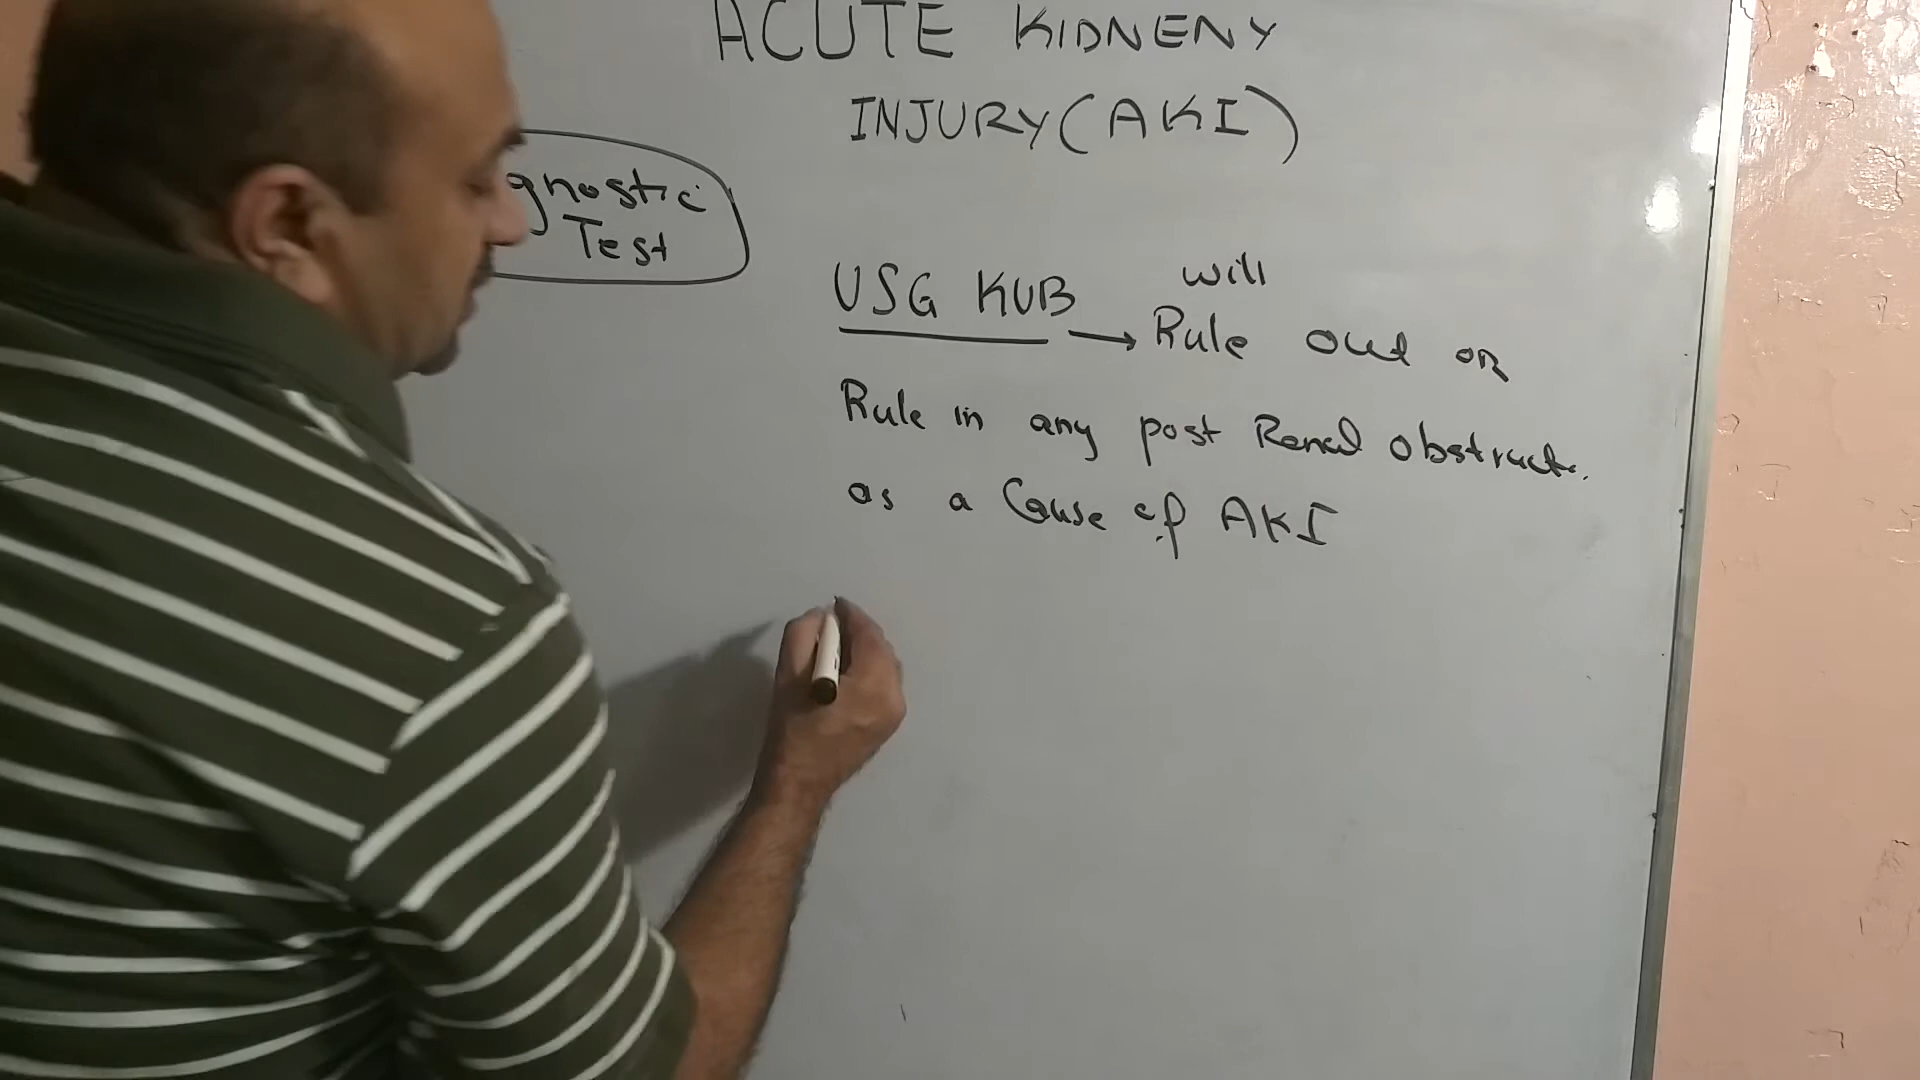 ACUTE KIDNENY
INJURY(AKI)
gnostic
Test
USG KUB → will
Rule out OR
Rule in any post Renal obstruct.
as a Cause of AKI